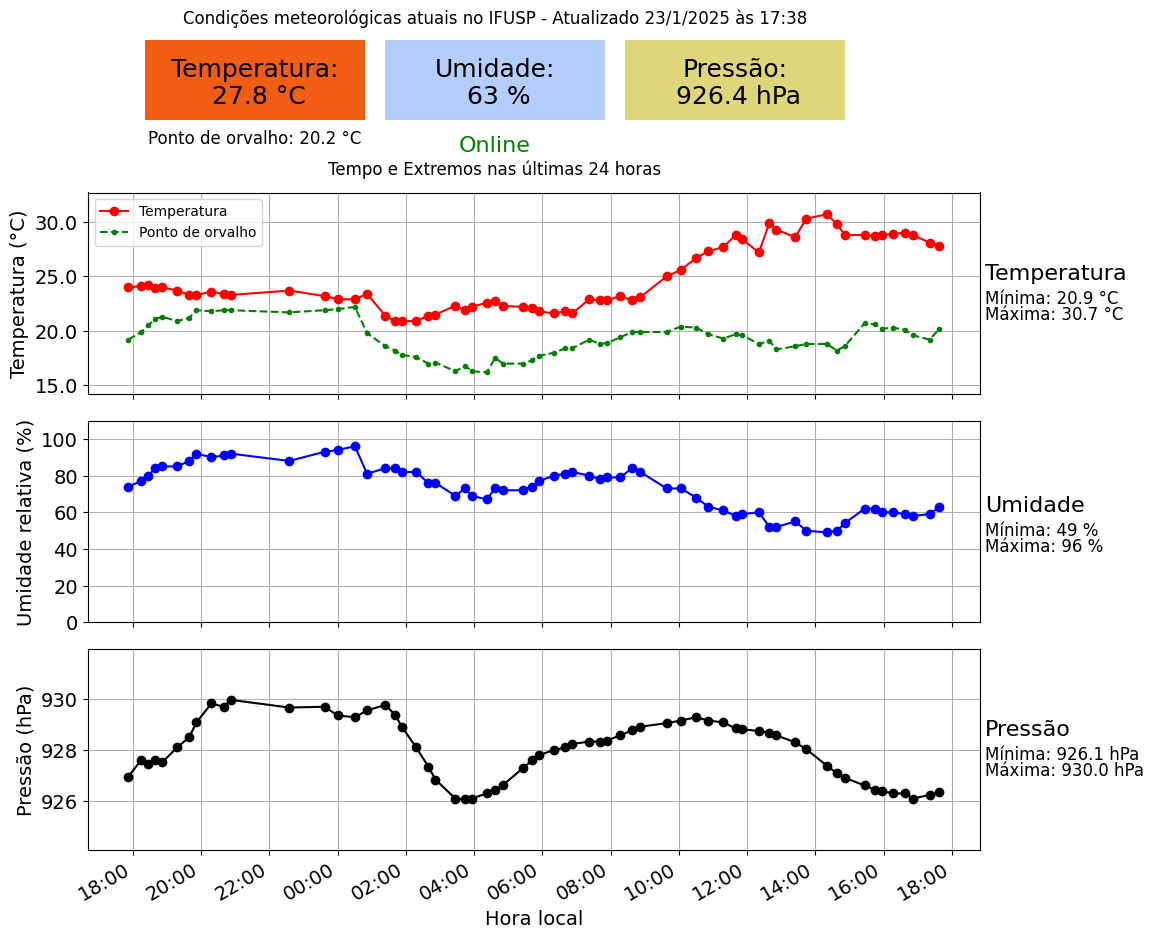 Condições meteorológicas atuais no IFUSP - Atualizado 23/1/2025 às 17:38
Temperatura:
27.8 °C
Umidade:
63 %
Pressão:
926.4 hPa
Ponto de orvalho: 20.2 °C
Online
Tempo e Extremos nas últimas 24 horas
Temperatura
Ponto de orvalho
Temperatura (°C)
30.0
25.0
20.0
15.0
Temperatura
Mínima: 20.9 °C
Máxima: 30.7 °C
Umidade relativa (%)
100
80
60
40
20
0
Umidade
Mínima: 49 %
Máxima: 96 %
Pressão (hPa)
930
928
926
Pressão
Mínima: 926.1 hPa
Máxima: 930.0 hPa
18:00 20:00 22:00 00:00 02:00 04:00 06:00 08:00 10:00 12:00 14:00 16:00 18:00
Hora local